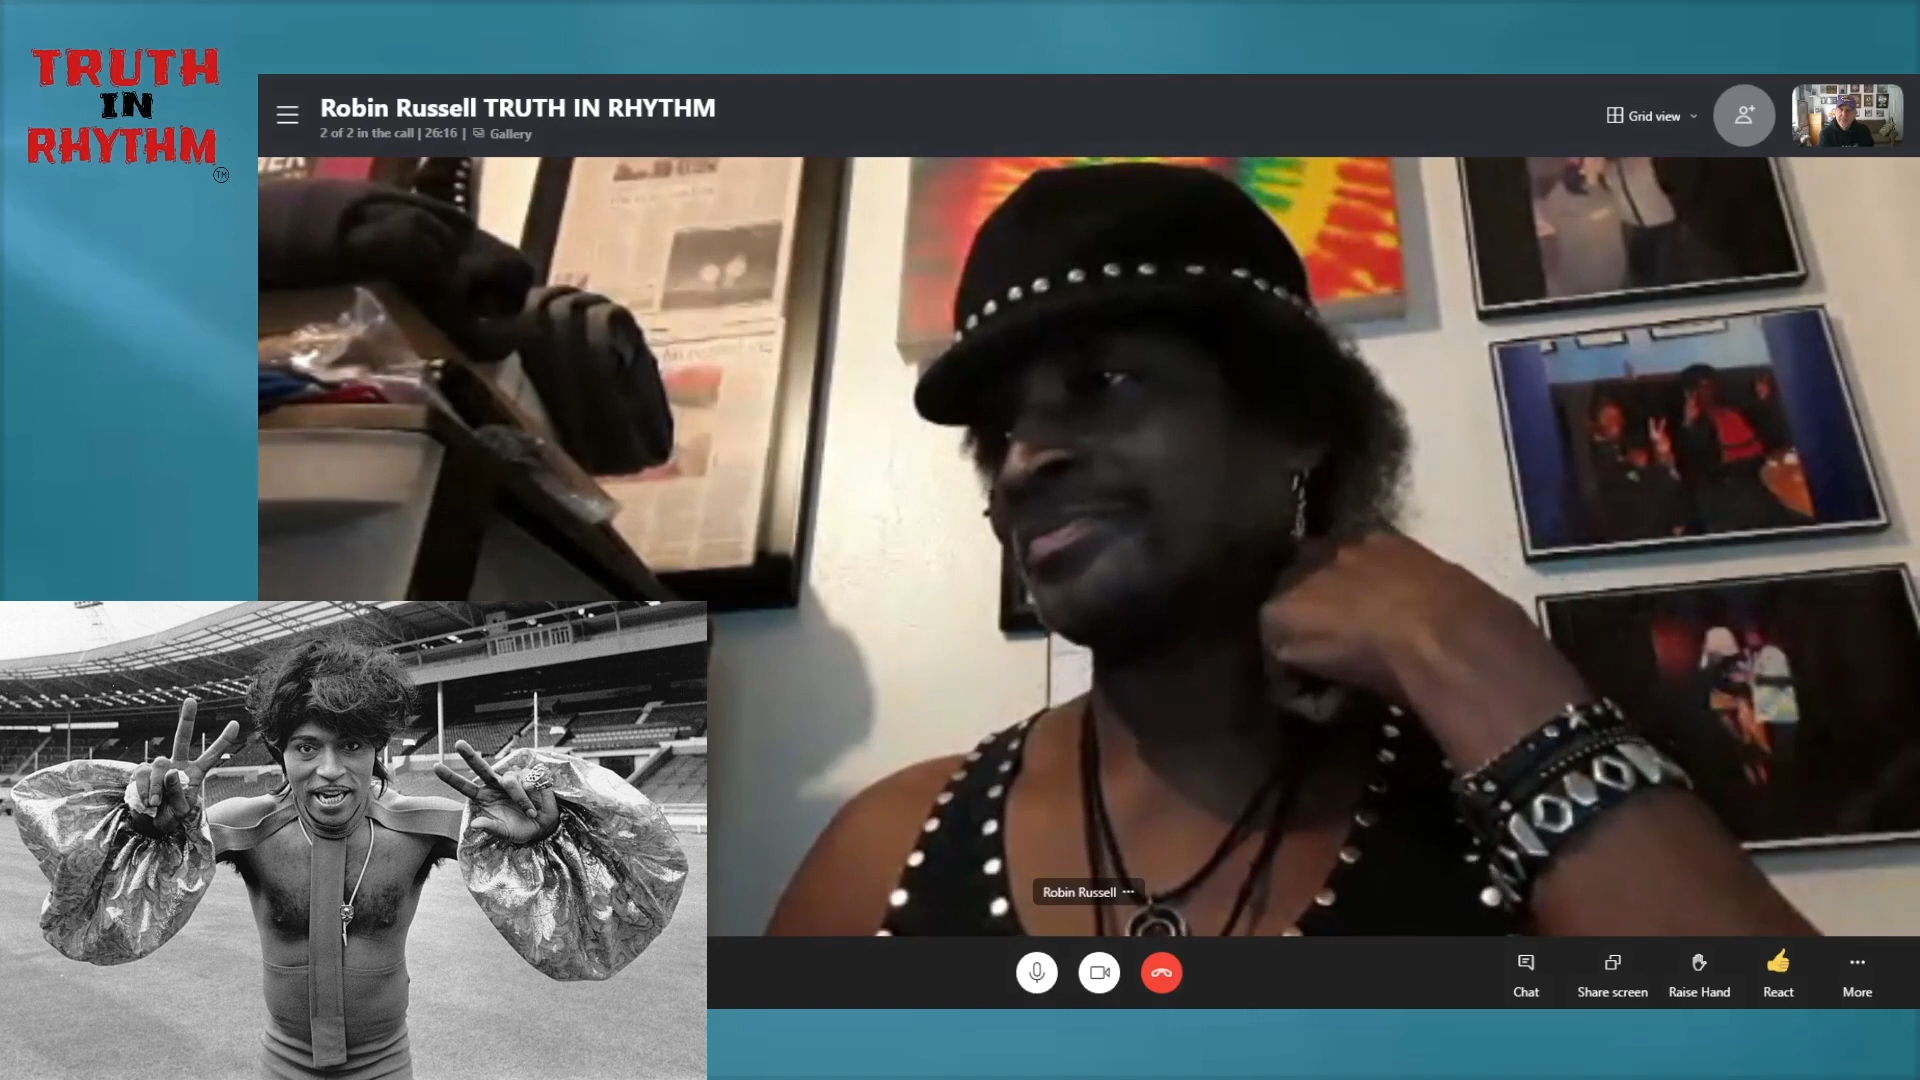 TRUTH
IN
RHYTHM
TM
Robin Russell TRUTH IN RHYTHM
2 of 2 in the call | 26:16 | Gallery
Grid view
Robin Russell
Chat
Share screen
Raise Hand
React
More